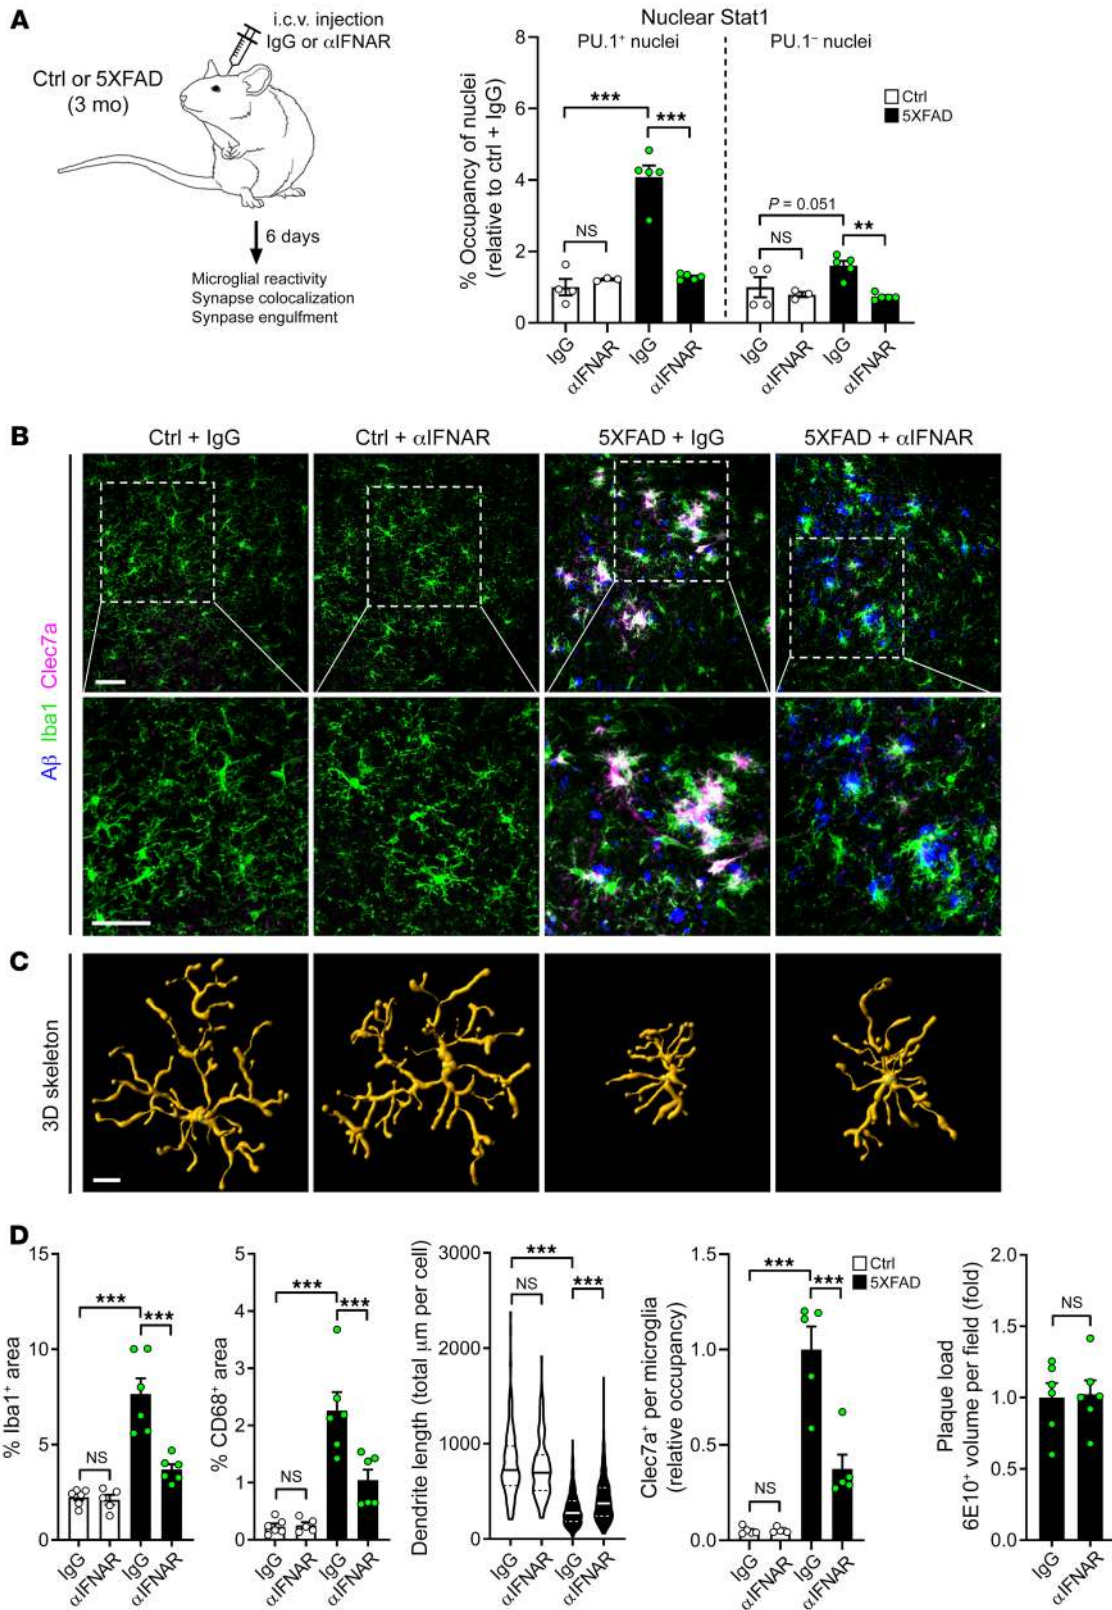 A
i.c.v. injection
IgG or αIFNAR
Ctrl or 5XFAD
(3 mo)
6 days
Microglial reactivity
Synapse colocalization
Synpase engulfment
Nuclear Stat1
PU.1⁺ nuclei
PU.1⁻ nuclei
% Occupancy of nuclei
(relative to ctrl + IgG)
8
6
4
2
0
Ctrl
5XFAD
***
***
NS
P = 0.051
NS
**
IgG
αIFNAR
IgG
αIFNAR
IgG
αIFNAR
IgG
αIFNAR
B
Ctrl + IgG
Ctrl + αIFNAR
5XFAD + IgG
5XFAD + αIFNAR
Aβ Iba1 Clec7a
C
3D skeleton
D
% Iba1⁺ area
15
10
5
0
***
***
NS
IgG
αIFNAR
IgG
αIFNAR
% CD68⁺ area
5
4
3
2
1
0
***
***
NS
IgG
αIFNAR
IgG
αIFNAR
Dendrite length (total μm per cell)
3000
2000
1000
0
***
NS
***
IgG
αIFNAR
IgG
αIFNAR
Clec7a⁺ per microglia
(relative occupancy)
1.5
1.0
0.5
0.0
***
***
NS
Ctrl
5XFAD
IgG
αIFNAR
IgG
αIFNAR
Plaque load
6E10⁺ volume per field (fold)
2.0
1.5
1.0
0.5
0.0
NS
IgG
αIFNAR